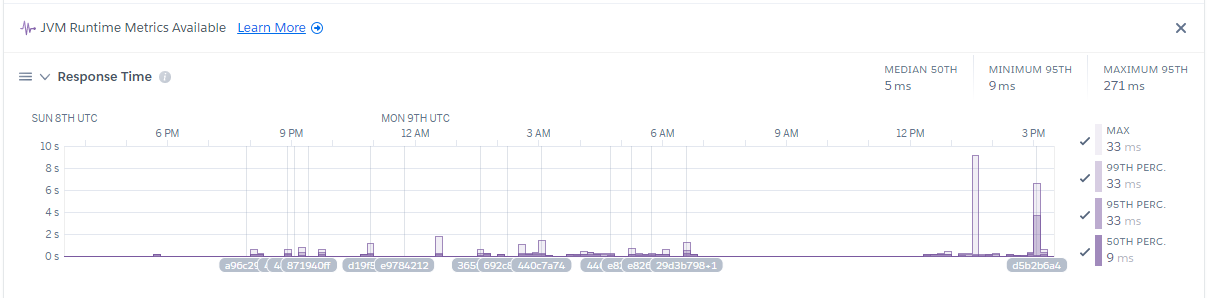 JVM Runtime Metrics Available Learn More
Response Time
MEDIAN 50TH MINIMUM 95TH MAXIMUM 95TH
5 ms 9 ms 271 ms
SUN 8TH UTC MON 9TH UTC
6 PM 9 PM 12 AM 3 AM 6 AM 9 AM 12 PM 3 PM
10 s
8 s
6 s
4 s
2 s
0 s
MAX
33 ms
99TH PERC.
33 ms
95TH PERC.
33 ms
50TH PERC.
9 ms
a96c29 871940ff d19f5 e9784212 365 692c8 440c7a74 44 e82 e826 29d3b798+1 d5b2b6a4